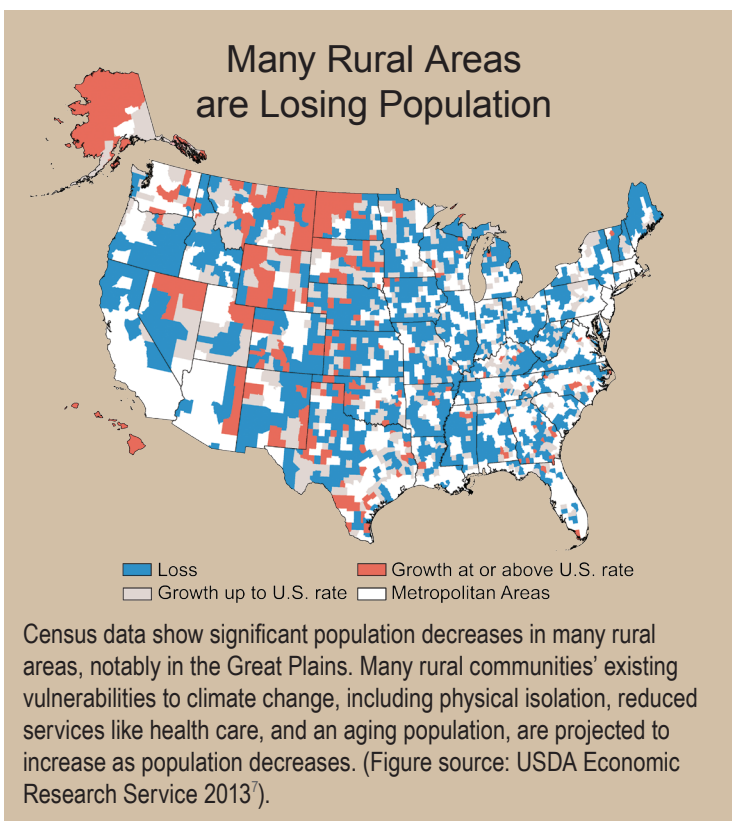 Many Rural Areas
are Losing Population
Loss
Growth at or above U.S. rate
Growth up to U.S. rate
Metropolitan Areas
Census data show significant population decreases in many rural
areas, notably in the Great Plains. Many rural communities’ existing
vulnerabilities to climate change, including physical isolation, reduced
services like health care, and an aging population, are projected to
increase as population decreases. (Figure source: USDA Economic
Research Service 2013⁷).